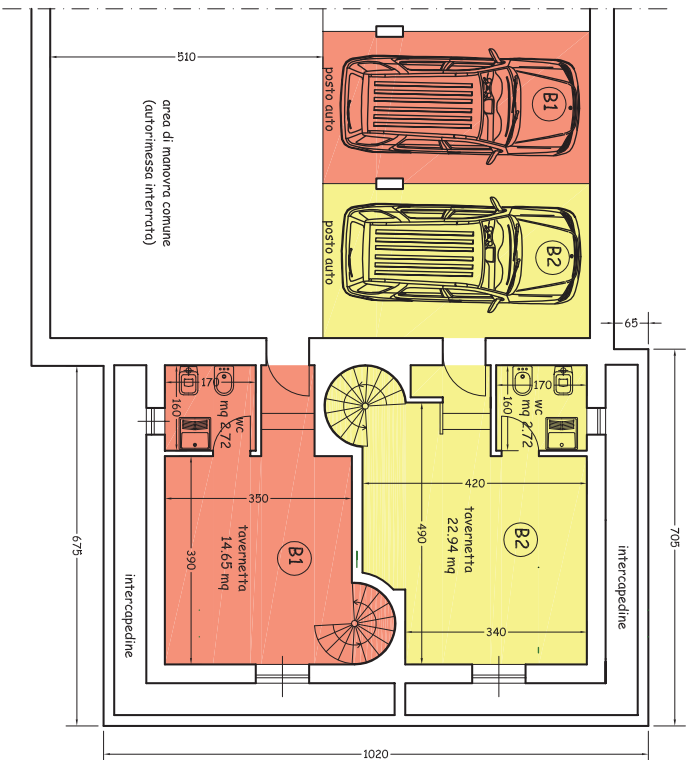 510
posto auto
B1
area di manovra comune
(autorimessa interrata)
posto auto
B2
65
170
160
wc
mq 2.72
170
160
wc
mq 2.72
350
420
390
490
tavernetta
14.65 mq
B1
tavernetta
22.94 mq
B2
675
705
intercapedine
intercapedine
340
1020